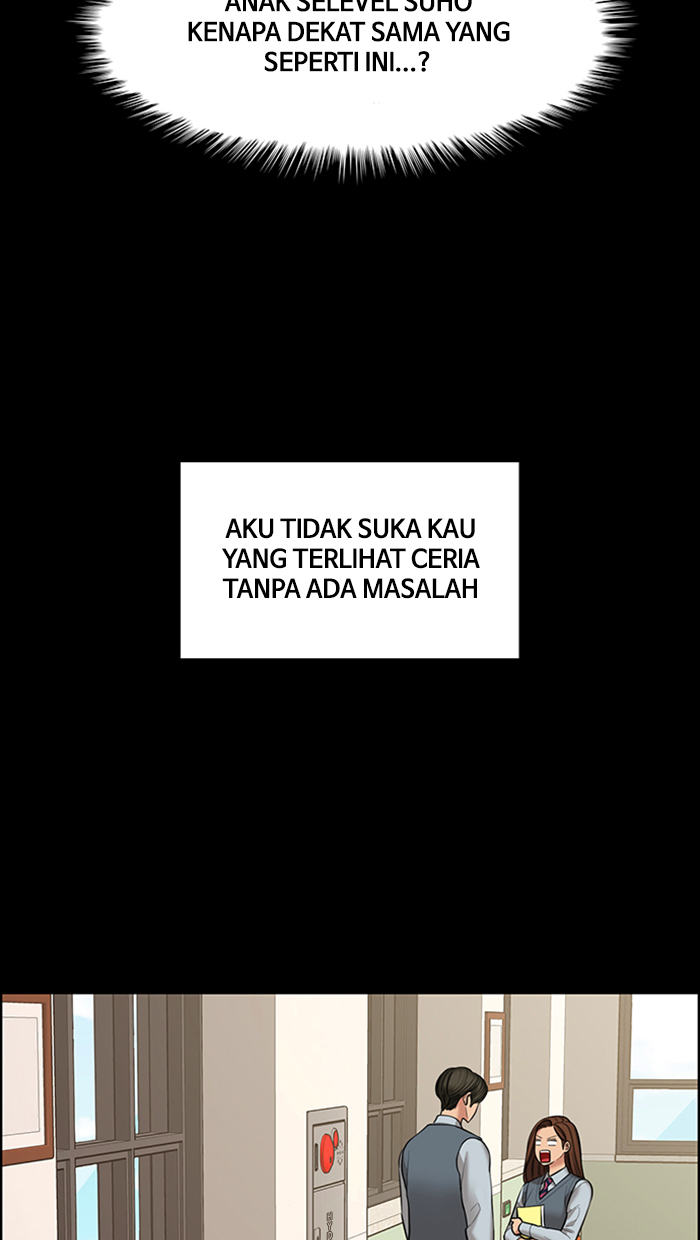 ANAK SELEVEL SUHO
KENAPA DEKAT SAMA YANG
SEPERTI INI...?
AKU TIDAK SUKA KAU
YANG TERLIHAT CERIA
TANPA ADA MASALAH
HYD